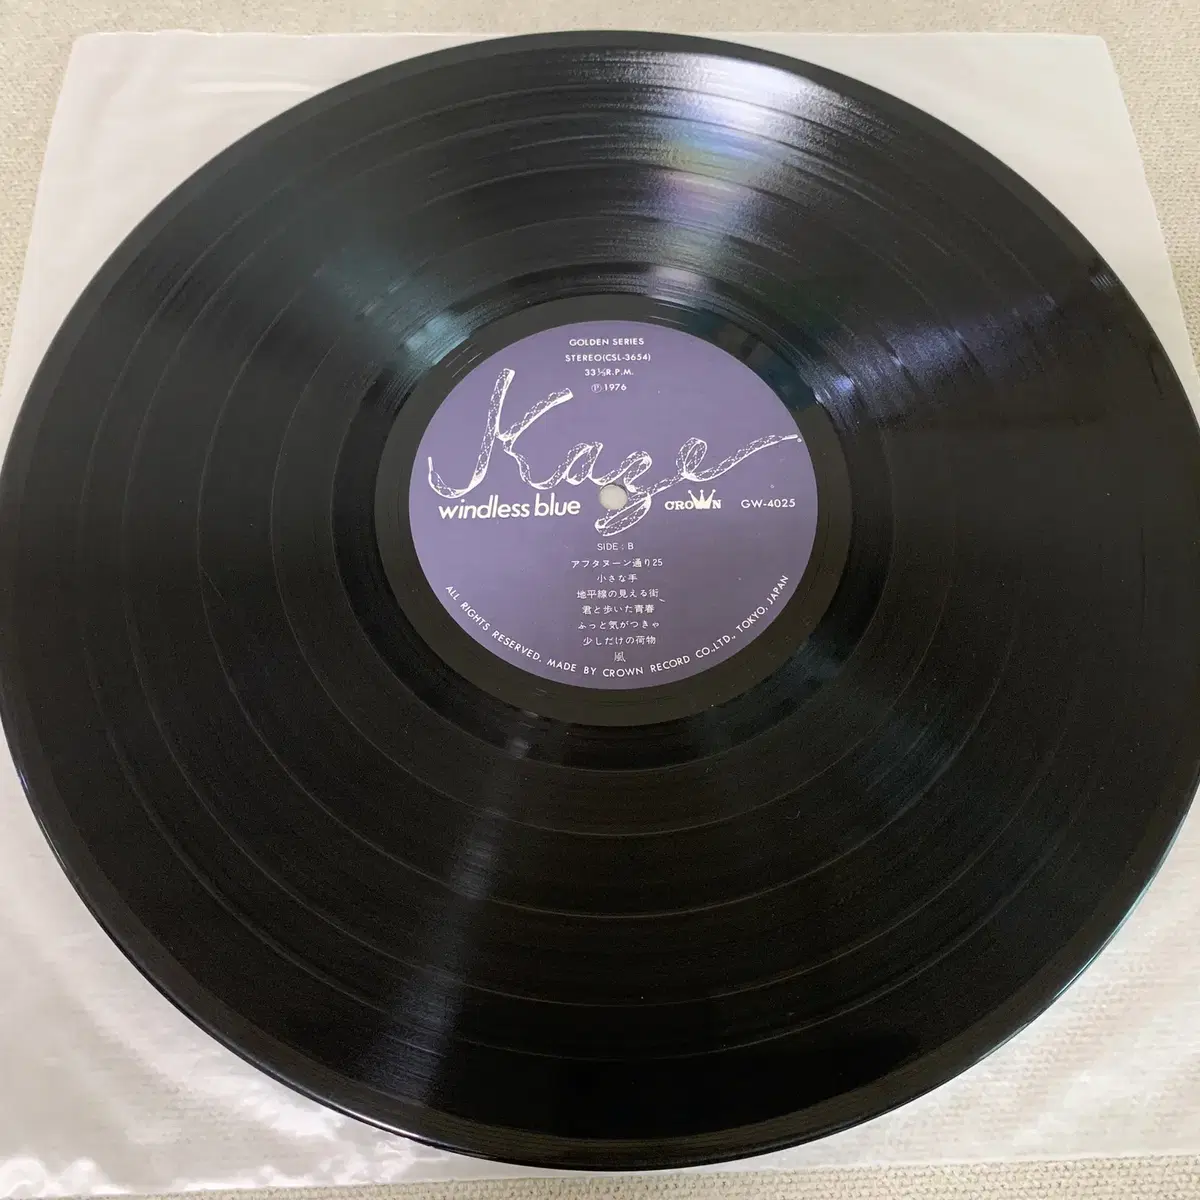 GOLDEN SERIES
STEREO(CSL-3654)
33⅓R.P.M.
Ⓟ1976
Kaze
windless blue
CROWN
GW-4025
SIDE : B
アフタヌーン通り25
小さな手
地平線の見える街
君と歩いた青春
ふっと気がつきゃ
少しだけの荷物
風
ALL RIGHTS RESERVED. MADE BY CROWN RECORD CO.,LTD., TOKYO, JAPAN